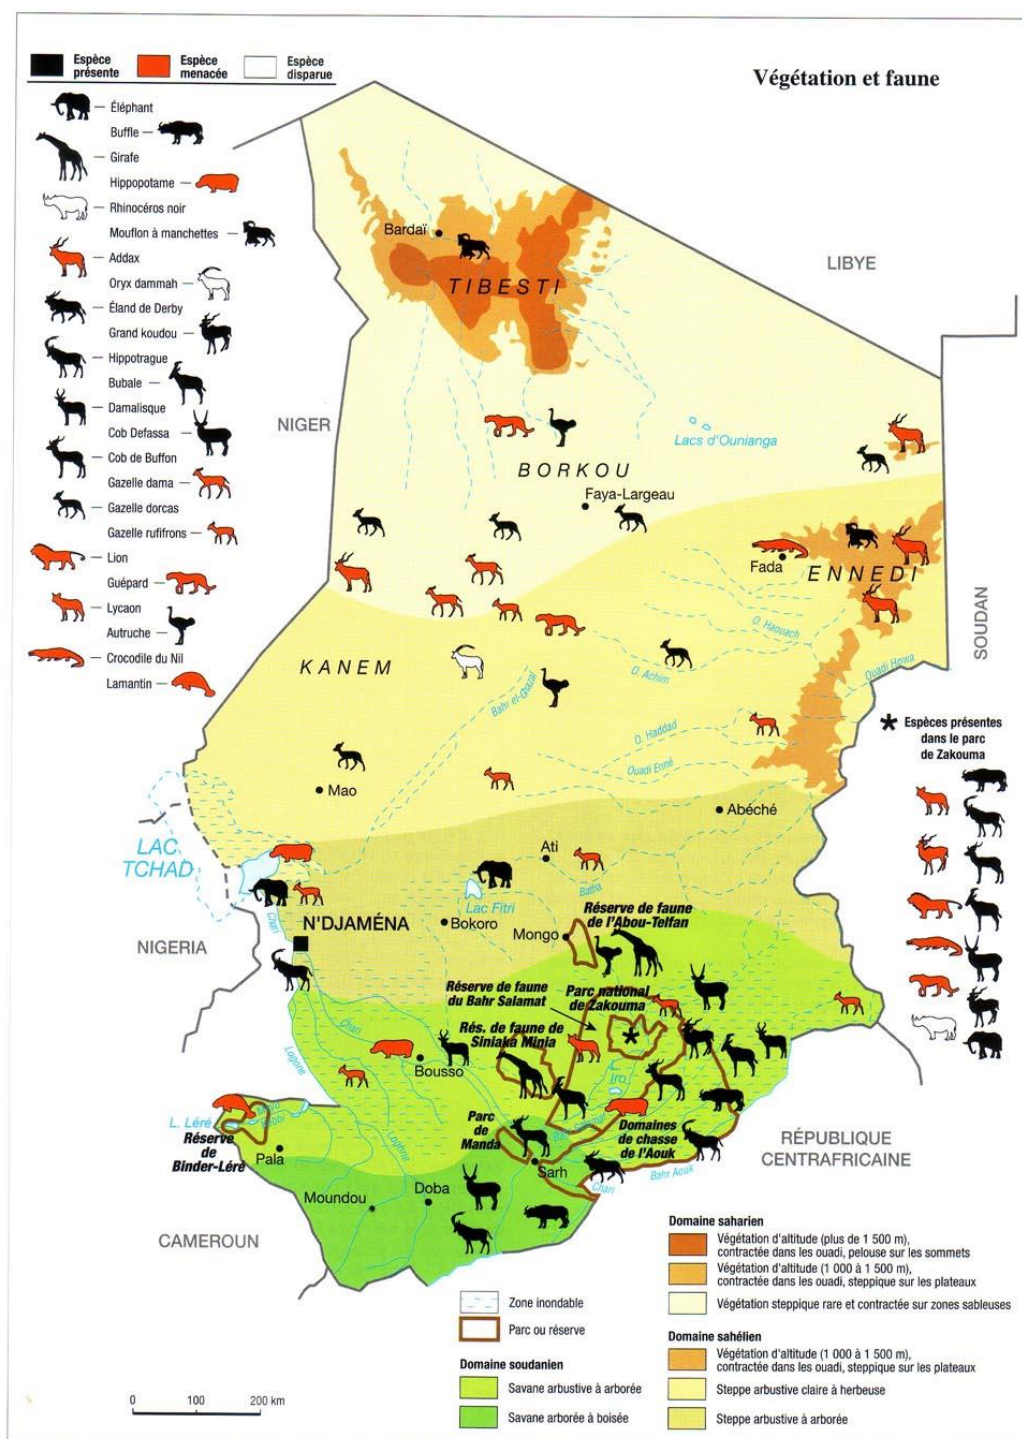 Végétation et faune
Espèce
présente
Espèce
menacée
Espèce
disparue
Éléphant
Buffle
Girafe
Hippopotame
Rhinocéros noir
Mouflon à manchettes
Addax
Oryx dammah
Éland de Derby
Grand koudou
Hippotrague
Bubale
Damalisque
Cob Defassa
Cob de Buffon
Gazelle dama
Gazelle dorcas
Gazelle rufifrons
Lion
Guépard
Lycaon
Autruche
Crocodile du Nil
Lamantin
LIBYE
Bardaï
TIBESTI
NIGER
Lacs d'Ounianga
BORKOU
Faya-Largeau
Fada
ENNEDI
SOUDAN
O. Haouach
KANEM
O. Achim
Ouadi Howa
Bahr el-Ghazal
O. Haddad
Ouadi Enné
Mao
Abéché
* Espèces présentes
dans le parc
de Zakouma
LAC
TCHAD
Ati
Batha
Lac Fitri
Chari
N'DJAMÉNA
Bokoro
Mongo
Réserve de faune
de l'Abou-Telfan
NIGERIA
Réserve de faune
du Bahr Salamat
Parc national
de Zakouma
*
Rés. de faune de
Siniaka Minia
Chari
Logone
Bousso
L.
Iro
L. Léré
Mayo
Kebbi
Réserve
de
Binder-Léré
Pala
Logone
Parc
de
Manda
Bahr Salamat
Domaines
de chasse
de l'Aouk
Sarh
Chari
Bahr Aouk
RÉPUBLIQUE
CENTRAFRICAINE
Moundou
Doba
CAMEROUN
Zone inondable
Parc ou réserve
Domaine soudanien
Savane arbustive à arborée
Savane arborée à boisée
Domaine saharien
Végétation d'altitude (plus de 1 500 m),
contractée dans les ouadi, pelouse sur les sommets
Végétation d'altitude (1 000 à 1 500 m),
contractée dans les ouadi, steppique sur les plateaux
Végétation steppique rare et contractée sur zones sableuses
Domaine sahélien
Végétation d'altitude (1 000 à 1 500 m),
contractée dans les ouadi, steppique sur les plateaux
Steppe arbustive claire à herbeuse
Steppe arbustive à arborée
0 100 200 km